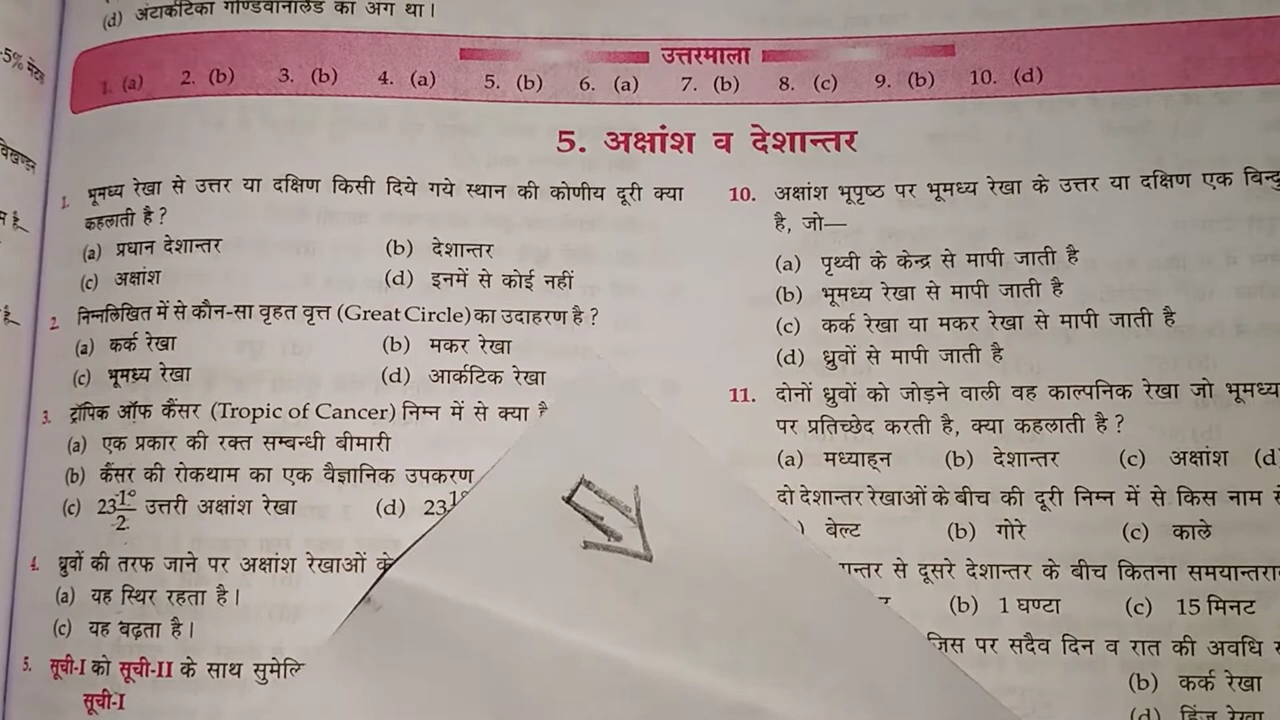 (d) अंटार्कटिका गोण्डवानालैंड का अंग था।
उत्तरमाला
1. (a) 2. (b) 3. (b) 4. (a) 5. (b) 6. (a) 7. (b) 8. (c) 9. (b) 10. (d)
5. अक्षांश व देशान्तर
1. भूमध्य रेखा से उत्तर या दक्षिण किसी दिये गये स्थान की कोणीय दूरी क्या
कहलाती है ?
(a) प्रधान देशान्तर (b) देशान्तर
(c) अक्षांश (d) इनमें से कोई नहीं
2. निम्नलिखित में से कौन-सा वृहत वृत्त (Great Circle) का उदाहरण है ?
(a) कर्क रेखा (b) मकर रेखा
(c) भूमध्य रेखा (d) आर्कटिक रेखा
3. ट्रॉपिक ऑफ कैंसर (Tropic of Cancer) निम्न में से क्या
(a) एक प्रकार की रक्त सम्बन्धी बीमारी
(b) कैंसर की रोकथाम का एक वैज्ञानिक उपकरण
(c) 23 1°/2 उत्तरी अक्षांश रेखा (d) 23
4. ध्रुवों की तरफ जाने पर अक्षांश रेखाओं के
(a) यह स्थिर रहता है।
(c) यह बढ़ता है।
5. सूची-I को सूची-II के साथ
सूची-I
10. अक्षांश भूपृष्ठ पर भूमध्य रेखा के उत्तर या दक्षिण एक
है, जो—
(a) पृथ्वी के केन्द्र से मापी जाती है
(b) भूमध्य रेखा से मापी जाती है
(c) कर्क रेखा या मकर रेखा से मापी जाती है
(d) ध्रुवों से मापी जाती है
11. दोनों ध्रुवों को जोड़ने वाली वह काल्पनिक रेखा जो भूमध्य
पर प्रतिच्छेद करती है, क्या कहलाती है ?
(a) मध्याह्न (b) देशान्तर (c) अक्षांश (d
दो देशान्तर रेखाओं के बीच की दूरी निम्न में से किस नाम
बेल्ट (b) गोरे (c) काले
से दूसरे देशान्तर के बीच कितना
(b) 1 घण्टा (c) 15 मिनट
जिस पर सदैव दिन व रात की अवधि
(b) कर्क रेखा
(d)